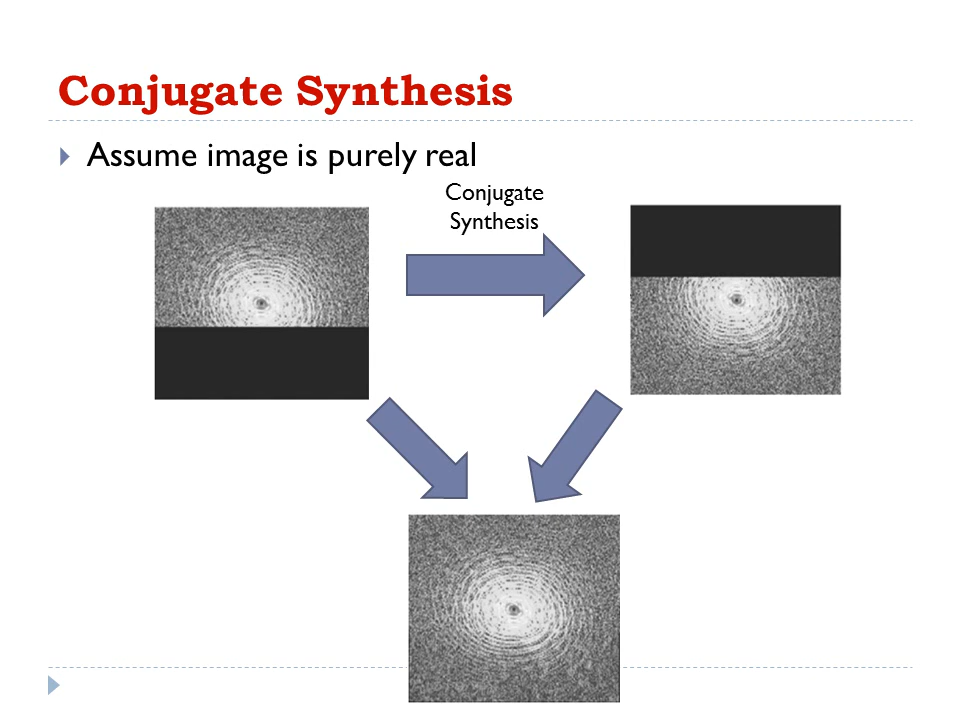 Conjugate Synthesis
Assume image is purely real
Conjugate
Synthesis